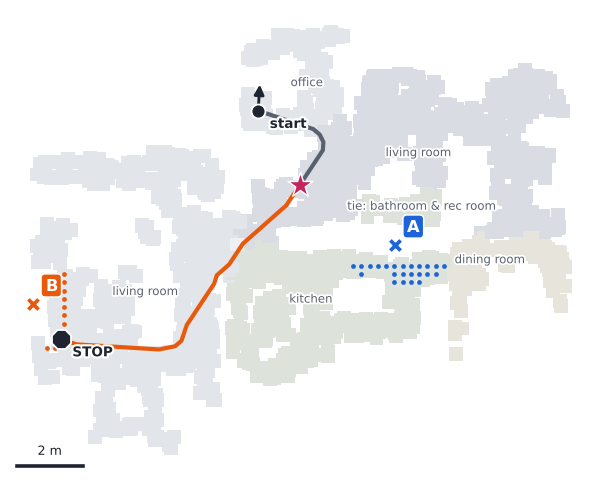 office
start
living room
tie: bathroom & rec room
A
dining room
B
living room
kitchen
STOP
2 m